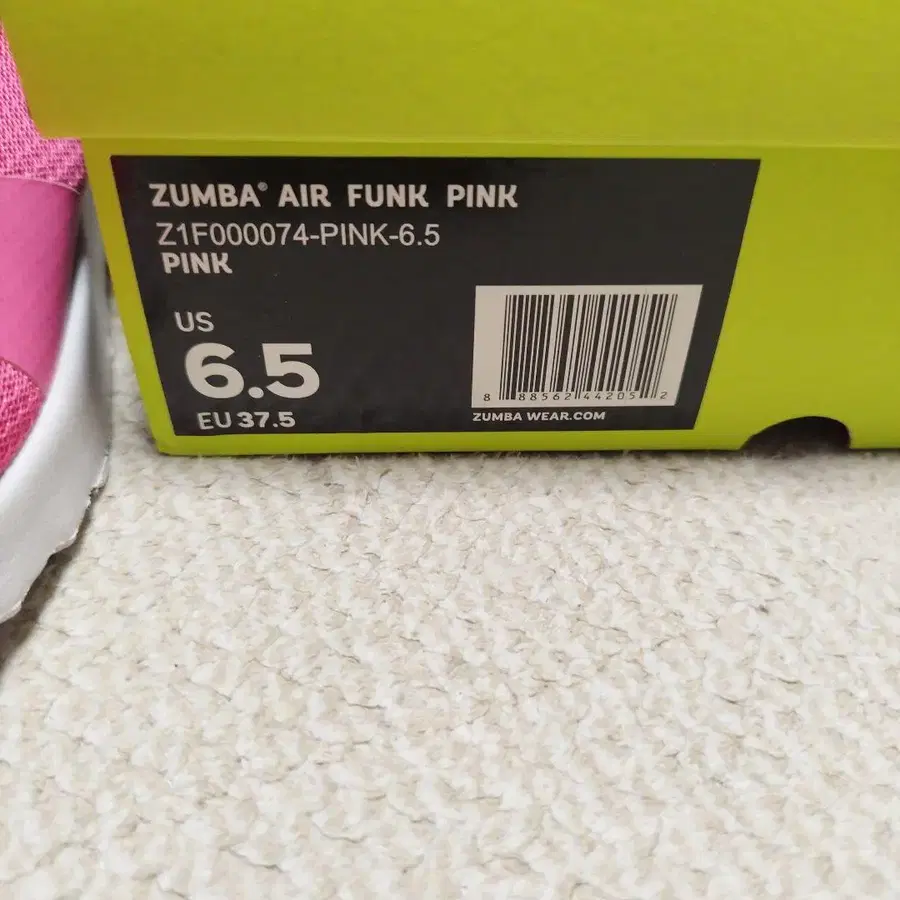 ZUMBA® AIR FUNK PINK
Z1F000074-PINK-6.5
PINK
US
6.5
EU 37.5
8 88562 44205 2
ZUMBA WEAR.COM